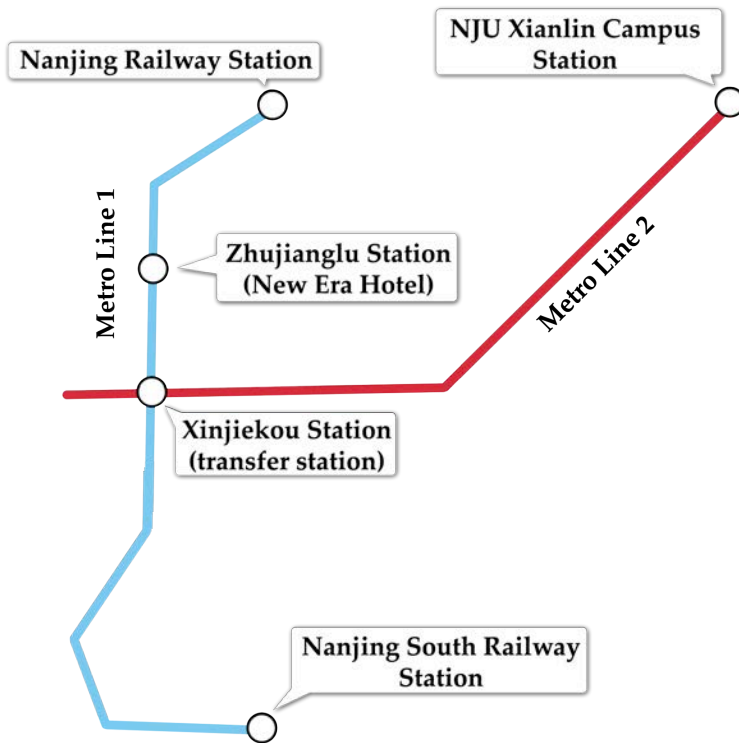 NJU Xianlin Campus
Station
Nanjing Railway Station
Metro Line 1
Zhujianglu Station
(New Era Hotel)
Metro Line 2
Xinjiekou Station
(transfer station)
Nanjing South Railway
Station